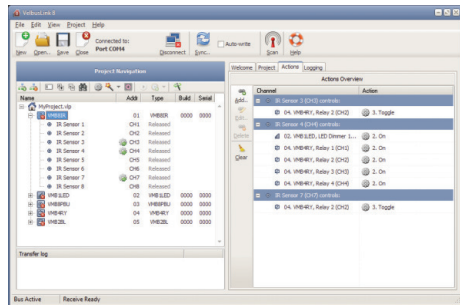 VelbusLink 8
File Edit View Project Help
New Open... Save Close
Connected to:
Port COM4
Disconnect Sync... Auto-write Scan Help
Project Navigation
Name Addr Type Build Serial
MyProject.vlp
VMB8IR 01 VMB8IR 0000 0000
IR Sensor 1 CH1 Released
IR Sensor 2 CH2 Released
IR Sensor 3 CH3 Released
IR Sensor 4 CH4 Released
IR Sensor 5 CH5 Released
IR Sensor 6 CH6 Released
IR Sensor 7 CH7 Released
IR Sensor 8 CH8 Released
VMB1LED 02 VMB1LED 0000 0000
VMB8PBU 03 VMB8PBU 0000 0000
VMB4RY 04 VMB4RY 0000 0000
VMB2BL 05 VMB2BL 0000 0000
Transfer log
Welcome Project Actions Logging
Actions Overview
Add...
Edit...
Delete
Clear
Channel Action
IR Sensor 3 (CH3) controls:
04. VMB4RY, Relay 2 (CH2) 3. Toggle
IR Sensor 4 (CH4) controls:
02. VMB1LED, LED Dimmer 1... 2. On
04. VMB4RY, Relay 1 (CH1) 2. On
04. VMB4RY, Relay 2 (CH2) 2. On
04. VMB4RY, Relay 3 (CH3) 2. On
04. VMB4RY, Relay 4 (CH4) 2. On
IR Sensor 7 (CH7) controls:
04. VMB4RY, Relay 2 (CH2) 3. Toggle
Bus Active Receive Ready